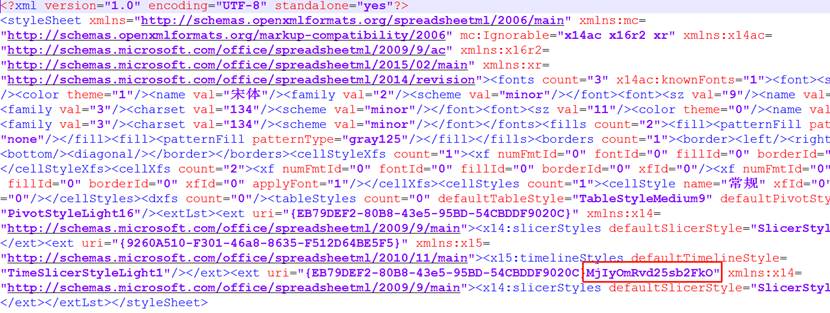 <?xml version="1.0" encoding="UTF-8" standalone="yes"?>
<styleSheet xmlns="http://schemas.openxmlformats.org/spreadsheetml/2006/main" xmlns:mc=
"http://schemas.openxmlformats.org/markup-compatibility/2006" mc:Ignorable="x14ac x16r2 xr" xmlns:x14ac=
"http://schemas.microsoft.com/office/spreadsheetml/2009/9/ac" xmlns:x16r2=
"http://schemas.microsoft.com/office/spreadsheetml/2015/02/main" xmlns:xr=
"http://schemas.microsoft.com/office/spreadsheetml/2014/revision"><fonts count="3" x14ac:knownFonts="1"><font><s
/><color theme="1"/><name val="宋体"/><family val="2"/><scheme val="minor"/></font><font><sz val="9"/><name
<family val="3"/><charset val="134"/><scheme val="minor"/></font><font><sz val="11"/><color theme="0"/><name val=
<family val="3"/><charset val="134"/><scheme val="minor"/></font></fonts><fills count="2"><fill><patternFill pat
"none"/></fill><fill><patternFill patternType="gray125"/></fill></fills><borders count="1"><border><left/><right
<bottom/><diagonal/></border></borders><cellStyleXfs count="1"><xf numFmtId="0" fontId="0" fillId="0" borderId="
</cellStyleXfs><cellXfs count="2"><xf numFmtId="0" fontId="0" fillId="0" borderId="0" xfId="0"/><xf numFmtId="0"
fillId="0" borderId="0" xfId="0" applyFont="1"/></cellXfs><cellStyles count="1"><cellStyle name="常规" xfId="0"
="0"/></cellStyles><dxfs count="0"/><tableStyles count="0" defaultTableStyle="TableStyleMedium9" defaultPivotSty
"PivotStyleLight16"/><extLst><ext uri="{EB79DEF2-80B8-43e5-95BD-54CBDDF9020C}" xmlns:x14=
"http://schemas.microsoft.com/office/spreadsheetml/2009/9/main"><x14:slicerStyles defaultSlicerStyle="SlicerSty
</ext><ext uri="{9260A510-F301-46a8-8635-F512D64BE5F5}" xmlns:x15=
"http://schemas.microsoft.com/office/spreadsheetml/2010/11/main"><x15:timelineStyles defaultTimelineStyle=
"TimeSlicerStyleLight1"/></ext><ext uri="{EB79DEF2-80B8-43e5-95BD-54CBDDF9020C MjIyOmRvd25sb2FkO" xmlns:x14=
"http://schemas.microsoft.com/office/spreadsheetml/2009/9/main"><x14:slicerStyles defaultSlicerStyle="SlicerSty
</ext></extLst></styleSheet>